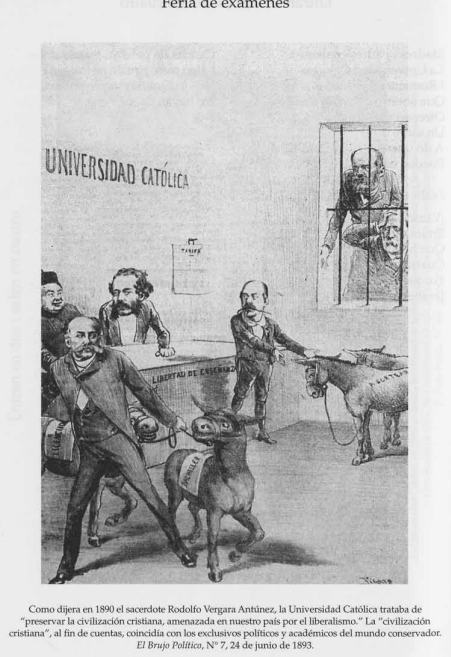 Feria de exámenes
UNIVERSIDAD CATÓLICA
TARIFA
LIBERTAD DE ENSEÑANZ
BACHILLER
Como dijera en 1890 el sacerdote Rodolfo Vergara Antúnez, la Universidad Católica trataba de
"preservar la civilización cristiana, amenazada en nuestro país por el liberalismo." La "civilización
cristiana", al fin de cuentas, coincidía con los exclusivos políticos y académicos del mundo conservador.
El Brujo Político, N° 7, 24 de junio de 1893.